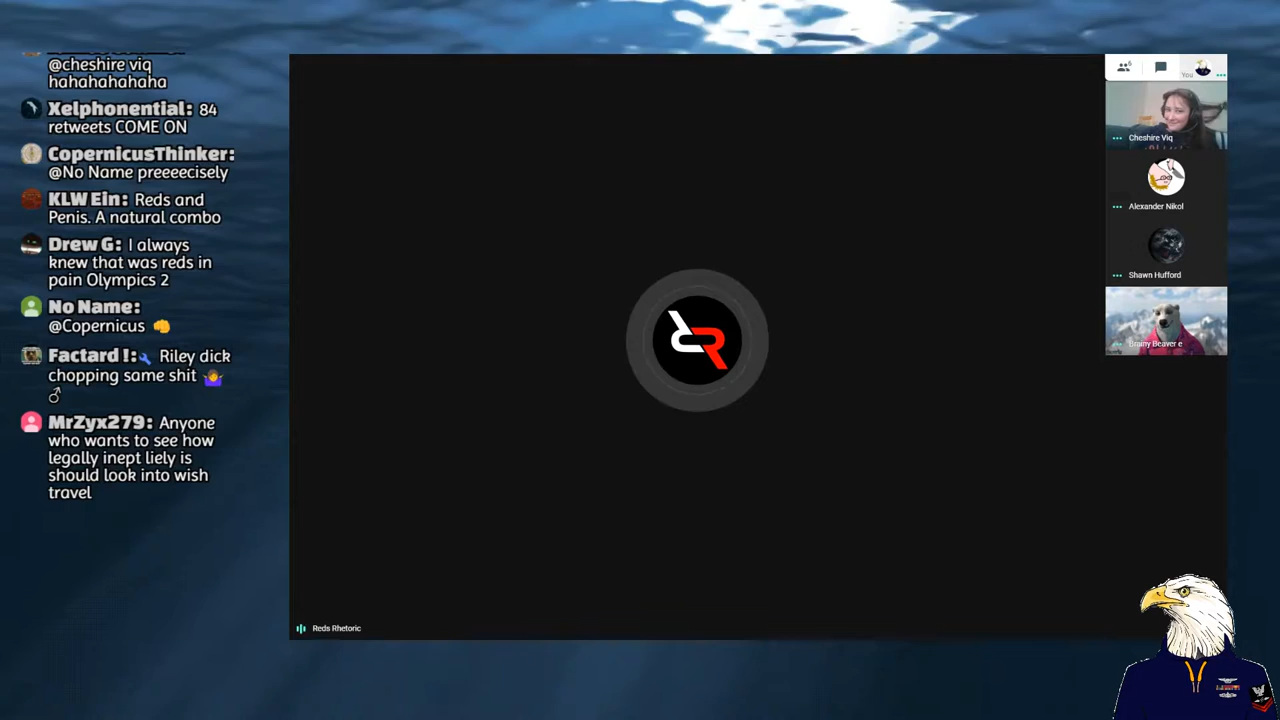 @cheshire viq
hahahahahaha
Xelphonential: 84
retweets COME ON
CopernicusThinker:
@No Name preeeecisely
KLW Ein: Reds and
Penis. A natural combo
Drew G: I always
knew that was reds in
pain Olympics 2
No Name:
@Copernicus 👊
Factard !:🔧 Riley dick
chopping same shit 🤷
♂
MrZyx279: Anyone
who wants to see how
legally inept liely is
should look into wish
travel
You
Cheshire Viq
Alexander Nikol
Shawn Hufford
Brainy Beaver e
Reds Rhetoric